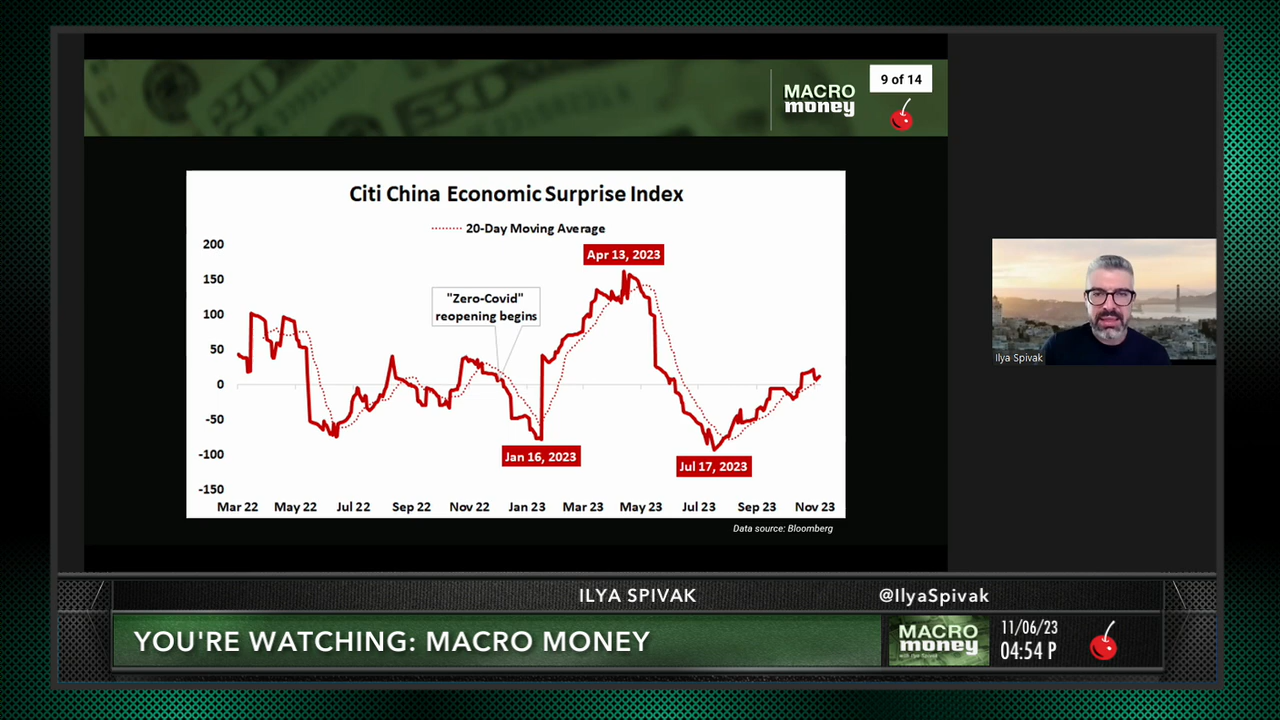 MACRO
money
9 of 14
Citi China Economic Surprise Index
20-Day Moving Average
200
150
100
50
0
-50
-100
-150
Apr 13, 2023
"Zero-Covid"
reopening begins
Jan 16, 2023
Jul 17, 2023
Mar 22 May 22 Jul 22 Sep 22 Nov 22 Jan 23 Mar 23 May 23 Jul 23 Sep 23 Nov 23
Data source: Bloomberg
Ilya Spivak
ILYA SPIVAK @IlyaSpivak
YOU'RE WATCHING: MACRO MONEY
MACRO
money
with Ilya Spivak
11/06/23
04:54 P